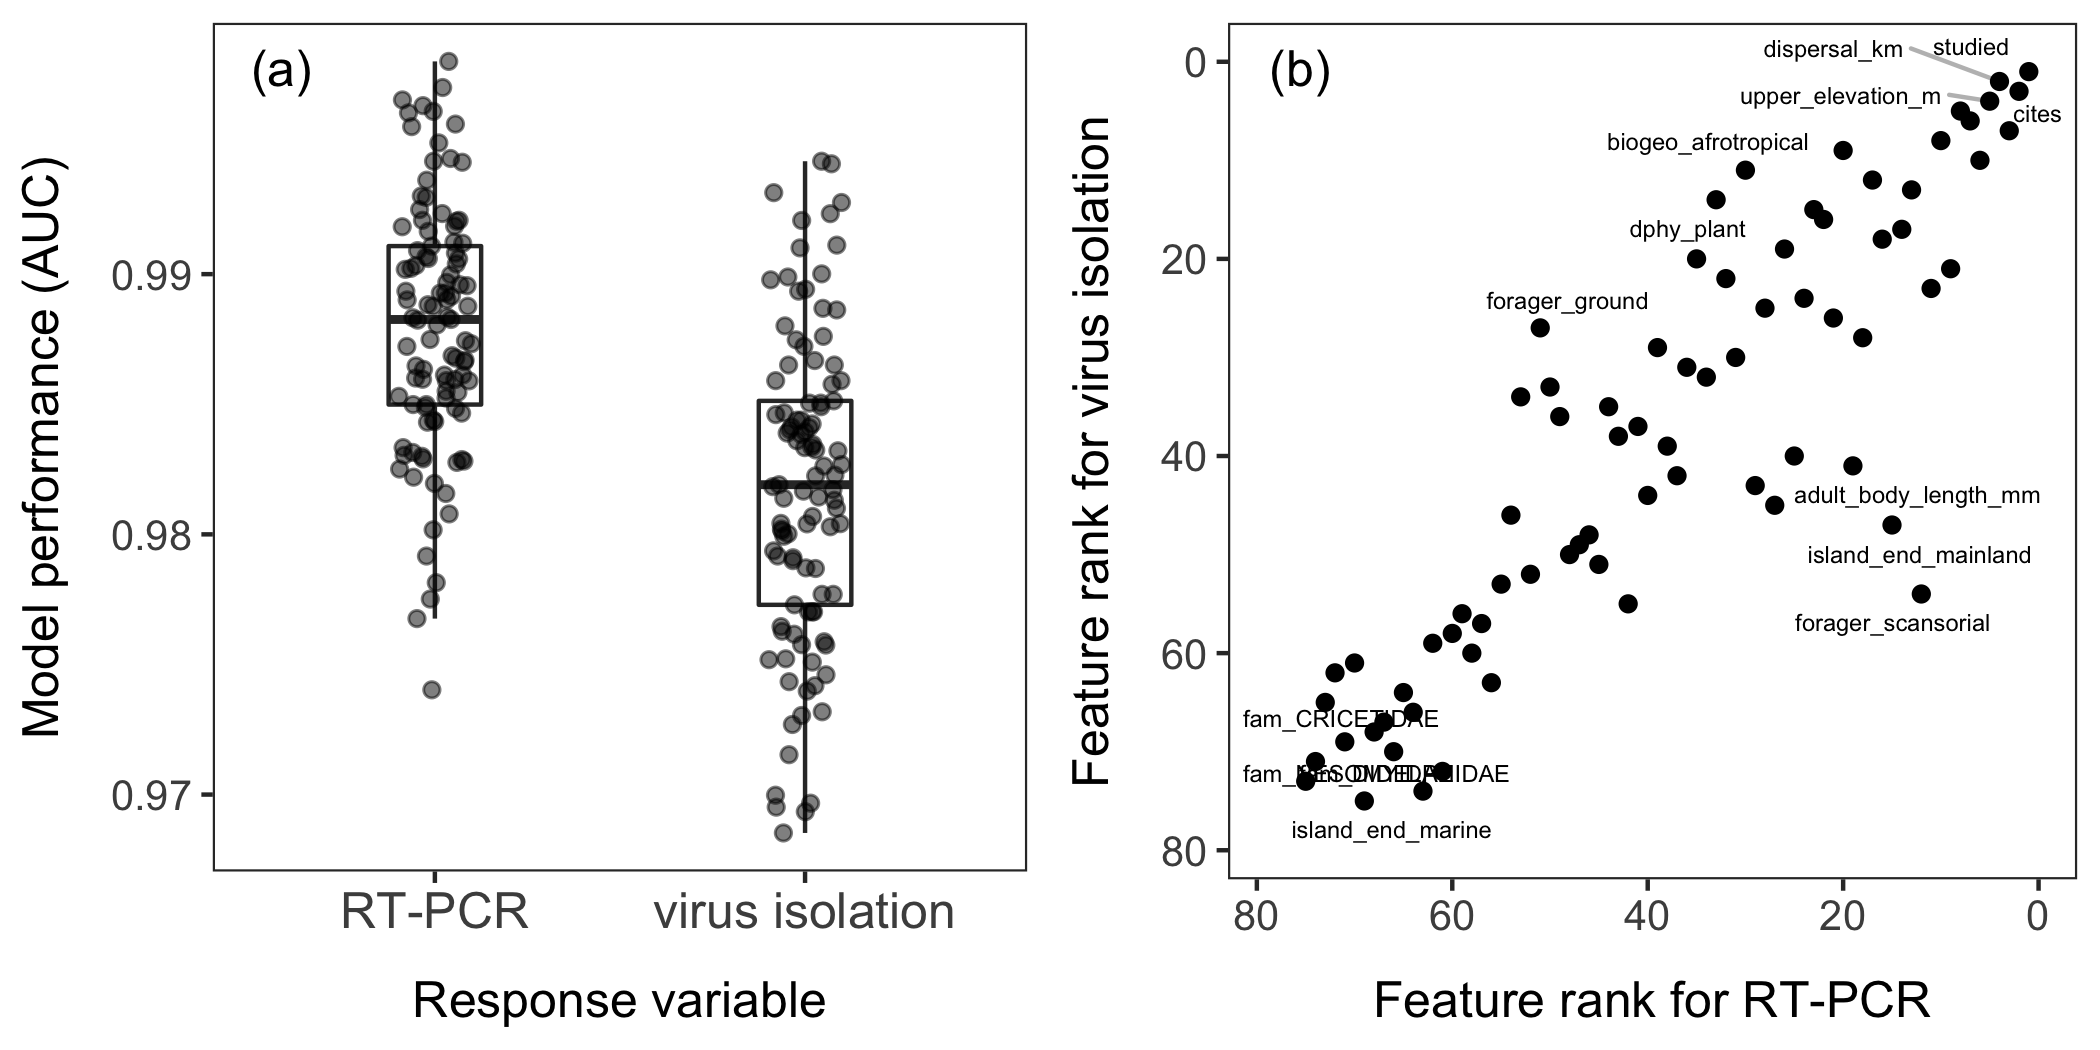 (a)
Model performance (AUC)
0.99
0.98
0.97
RT-PCR
virus isolation
Response variable
(b)
Feature rank for virus isolation
0
20
40
60
80
dispersal_km
studied
upper_elevation_m
cites
biogeo_afrotropical
dphy_plant
forager_ground
adult_body_length_mm
island_end_mainland
forager_scansorial
fam_CRICETIDAE
island_end_marine
80
60
40
20
0
Feature rank for RT-PCR